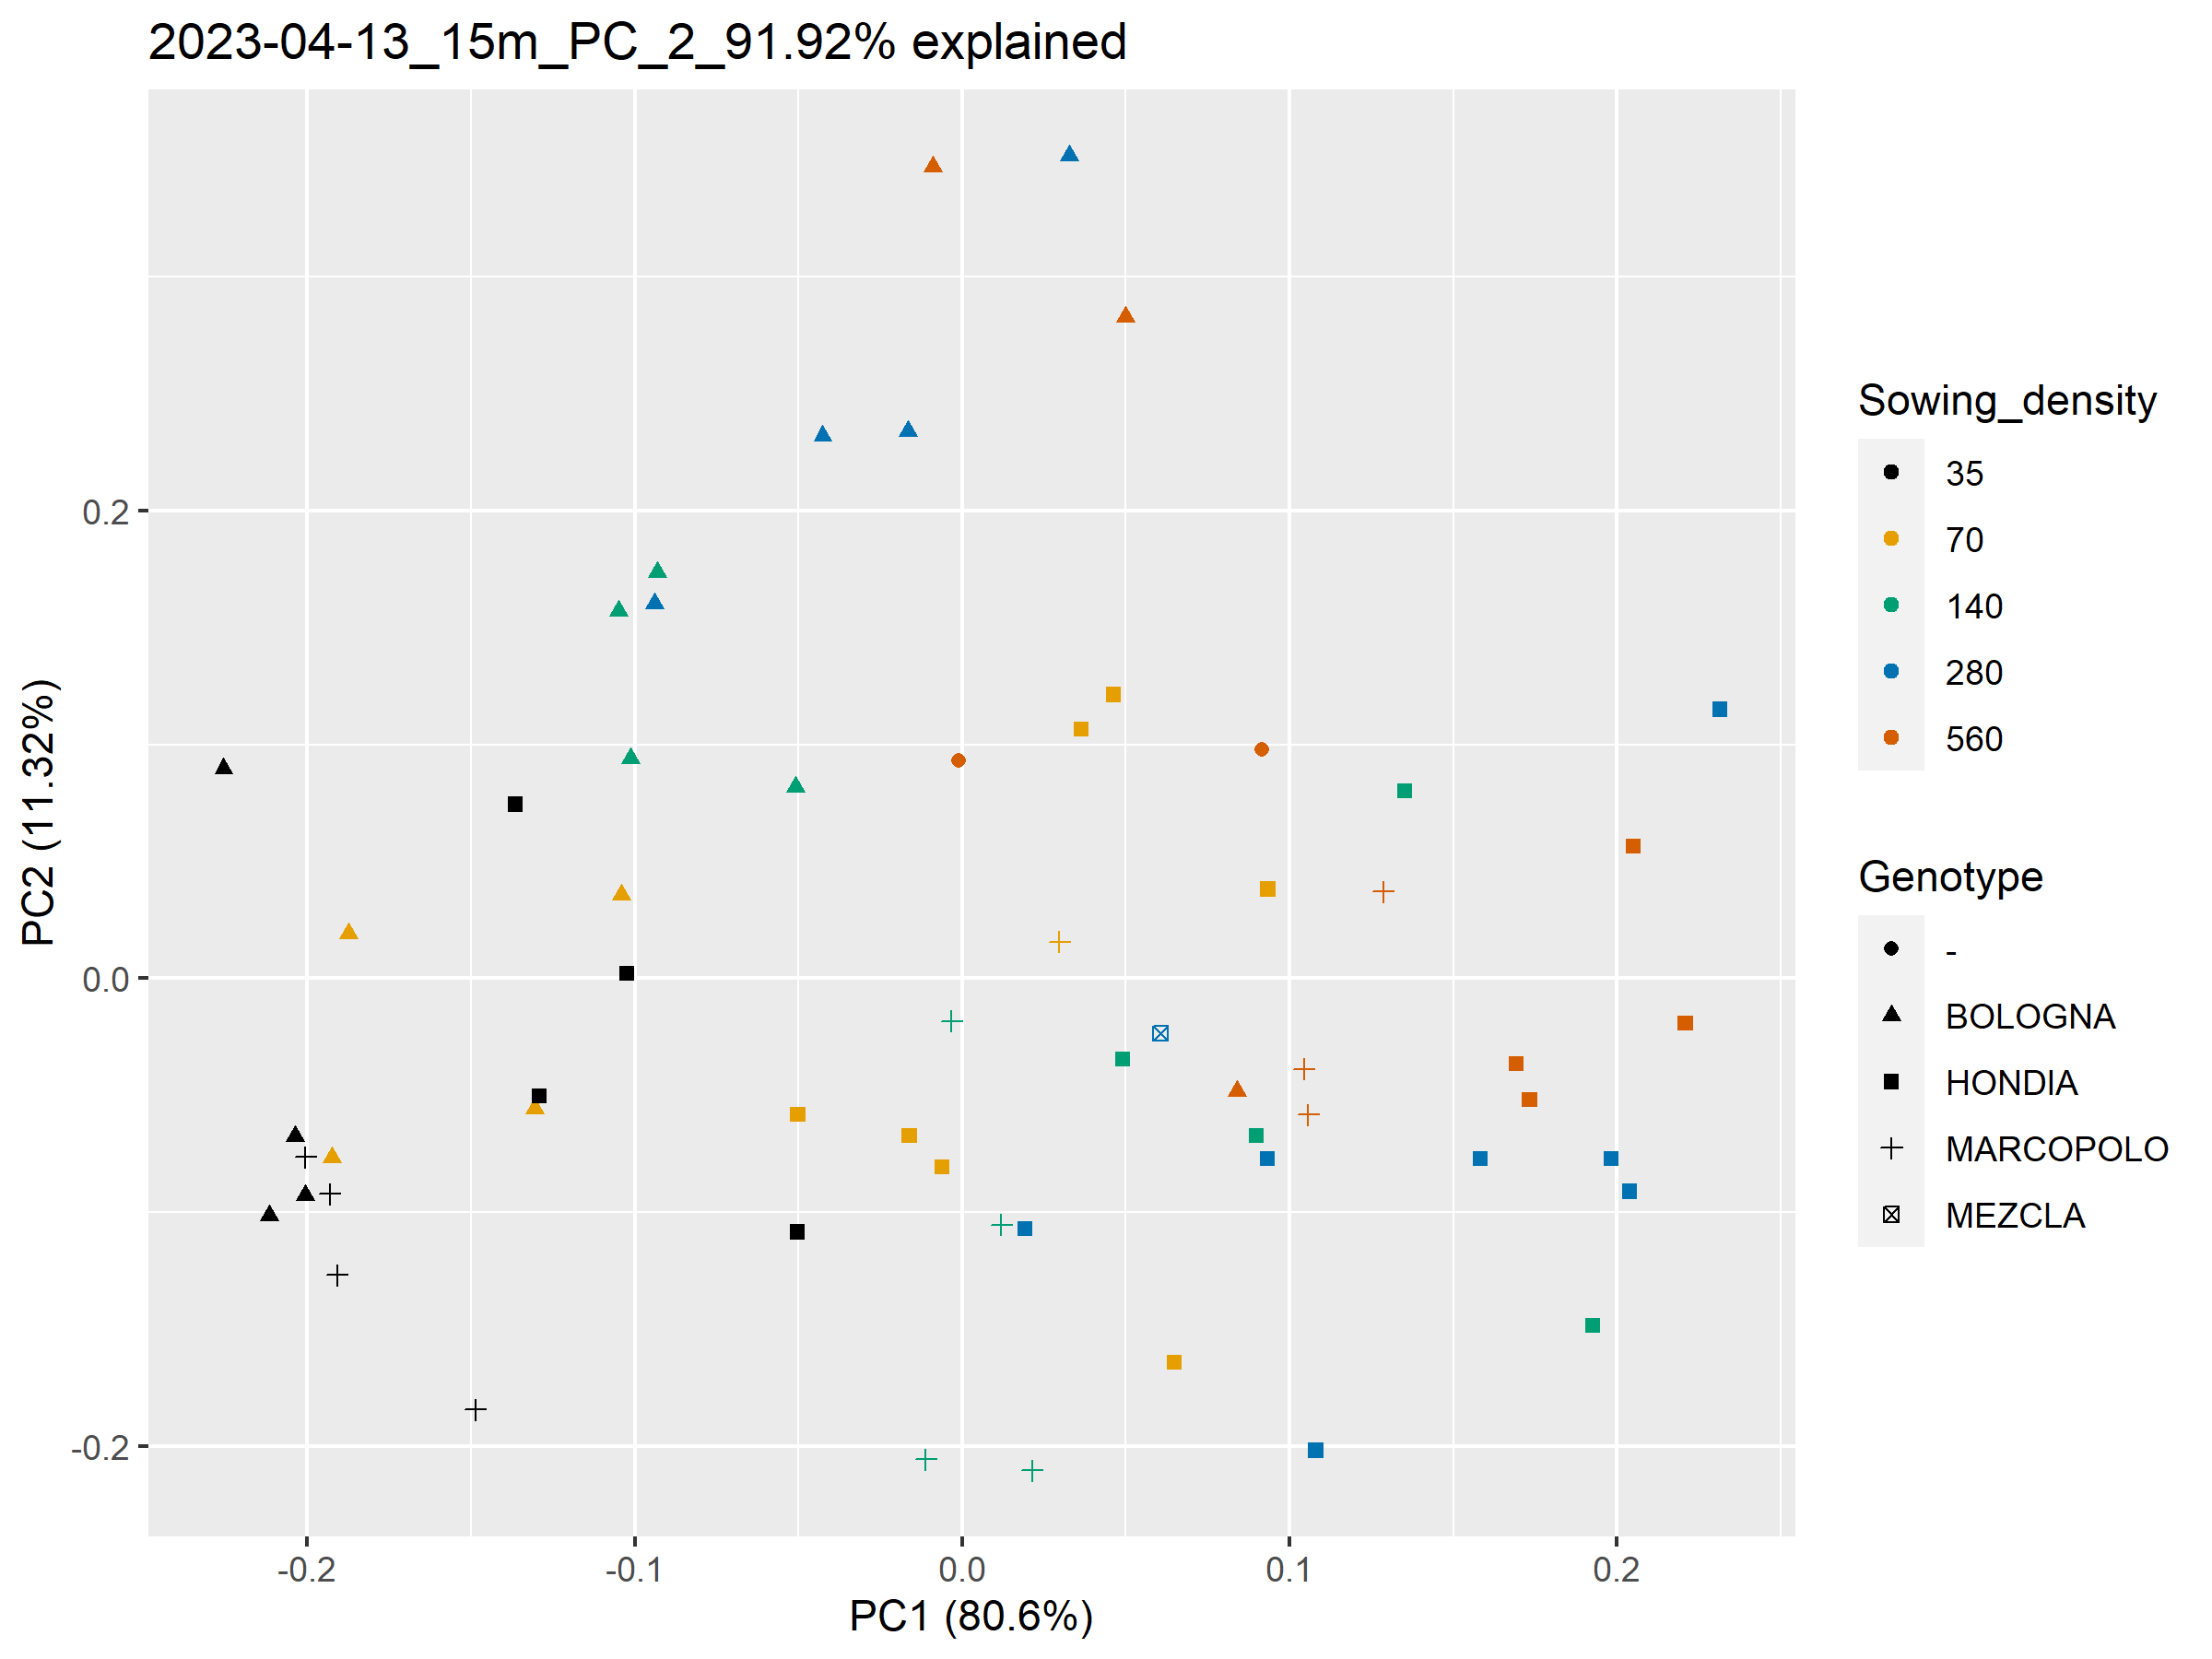 2023-04-13_15m_PC_2_91.92% explained
PC2 (11.32%)
0.2
0.0
-0.2
-0.2
-0.1
0.0
0.1
0.2
PC1 (80.6%)
Sowing_density
35
70
140
280
560
Genotype
-
BOLOGNA
HONDIA
MARCOPOLO
MEZCLA